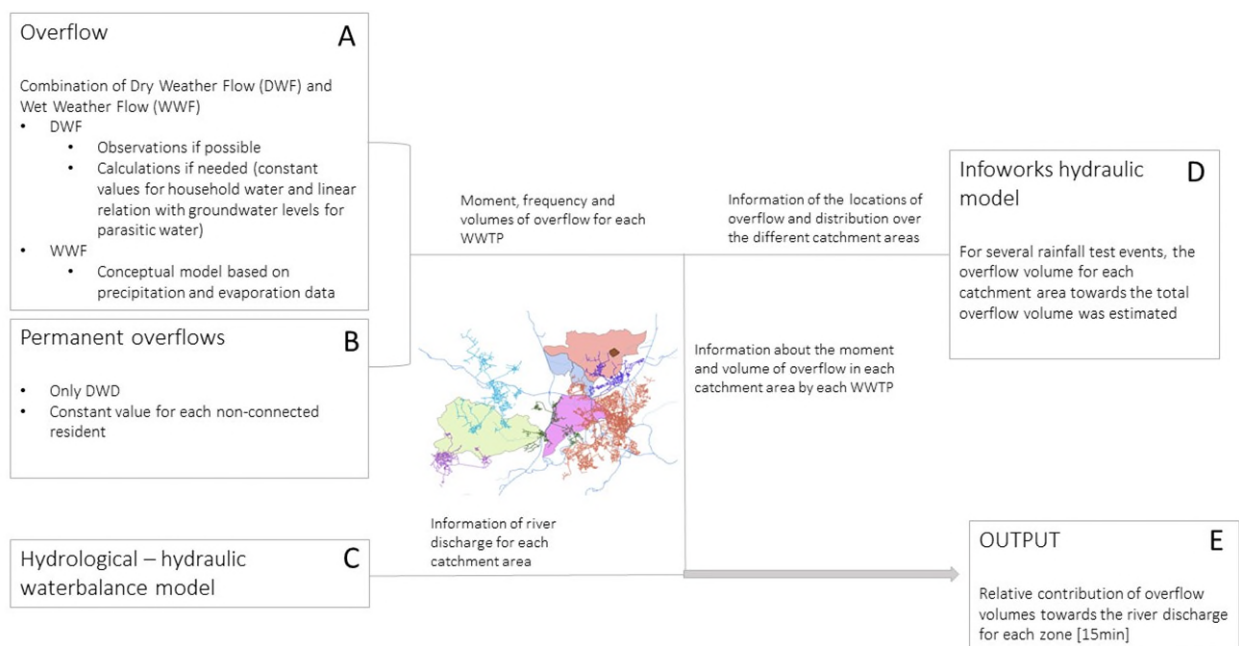 Overflow
A
Combination of Dry Weather Flow (DWF) and
Wet Weather Flow (WWF)
• DWF
• Observations if possible
• Calculations if needed (constant
values for household water and linear
relation with groundwater levels for
parasitic water)
• WWF
• Conceptual model based on
precipitation and evaporation data
Permanent overflows
B
• Only DWD
• Constant value for each non-connected
resident
Hydrological – hydraulic
waterbalance model
C
Moment, frequency and
volumes of overflow for each
WWTP
Information of the locations of
overflow and distribution over
the different catchment areas
Information about the moment
and volume of overflow in each
catchment area by each WWTP
Information of river
discharge for each
catchment area
Infoworks hydraulic
model
D
For several rainfall test events, the
overflow volume for each
catchment area towards the total
overflow volume was estimated
OUTPUT
E
Relative contribution of overflow
volumes towards the river discharge
for each zone [15min]